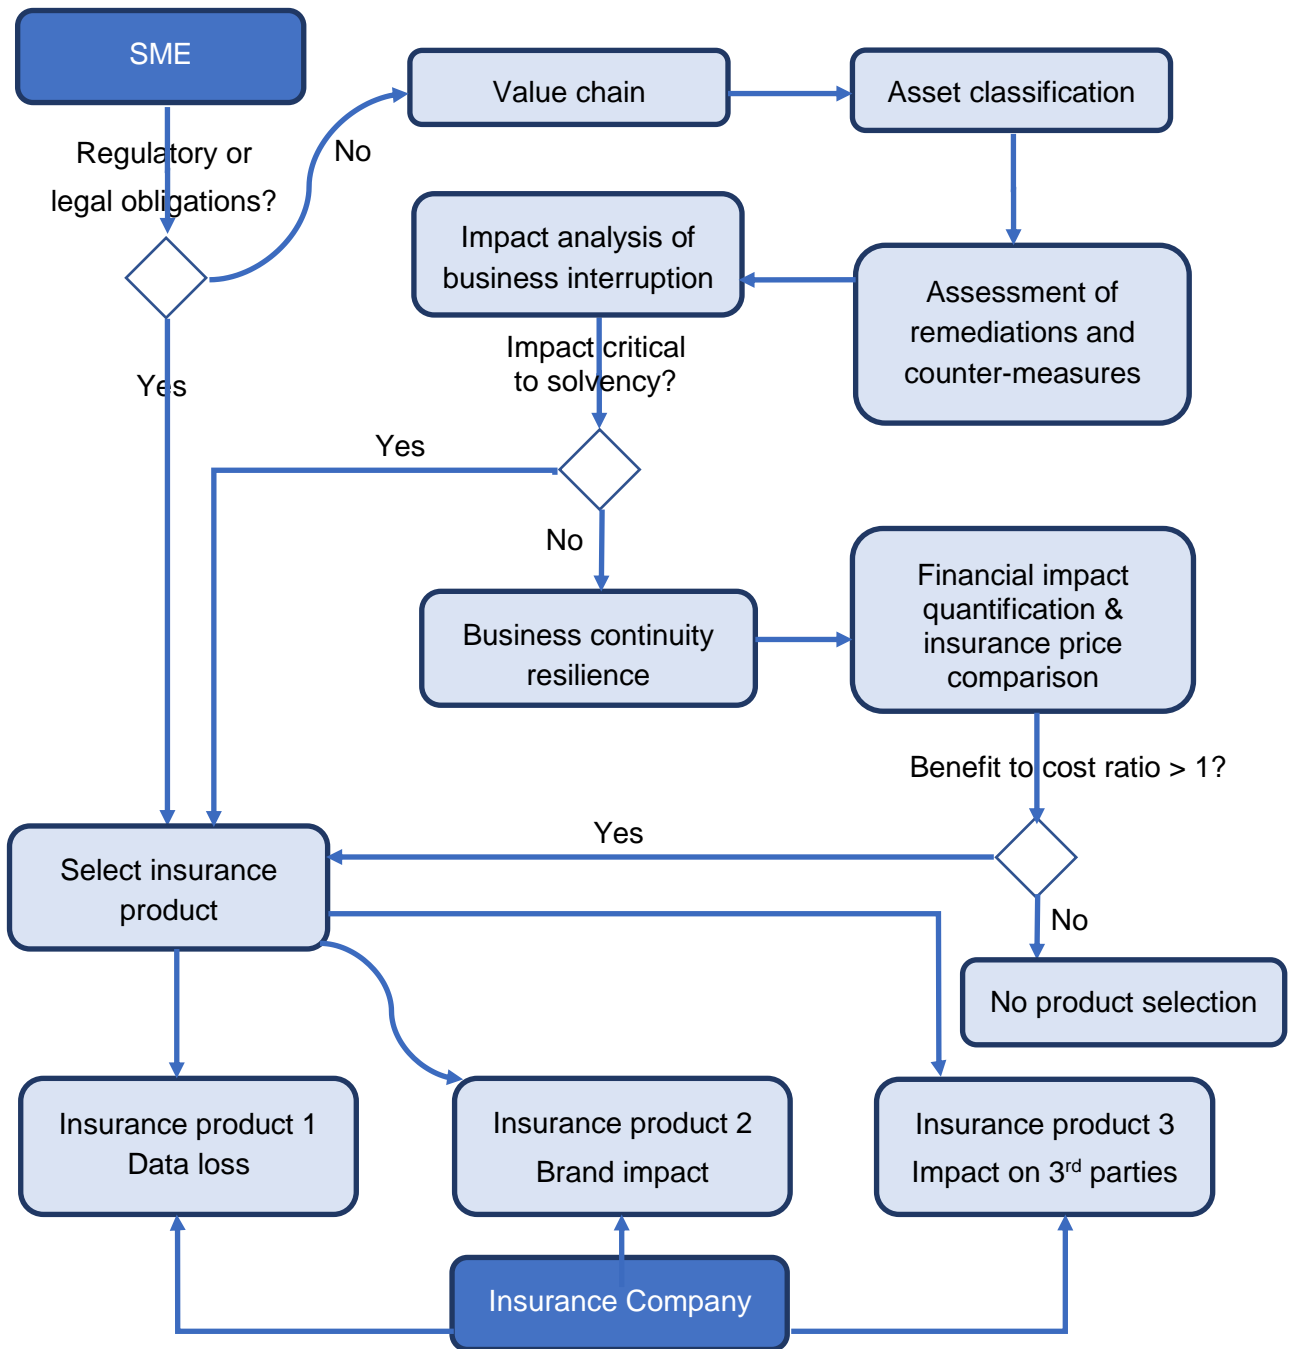 SME
Value chain
Asset classification
Regulatory or
legal obligations?
No
Impact analysis of
business interruption
Assessment of
remediations and
counter-measures
Impact critical
to solvency?
Yes
Yes
No
Business continuity
resilience
Financial impact
quantification &
insurance price
comparison
Benefit to cost ratio > 1?
Yes
Select insurance
product
No
No product selection
Insurance product 1
Data loss
Insurance product 2
Brand impact
Insurance product 3
Impact on 3rd parties
Insurance Company